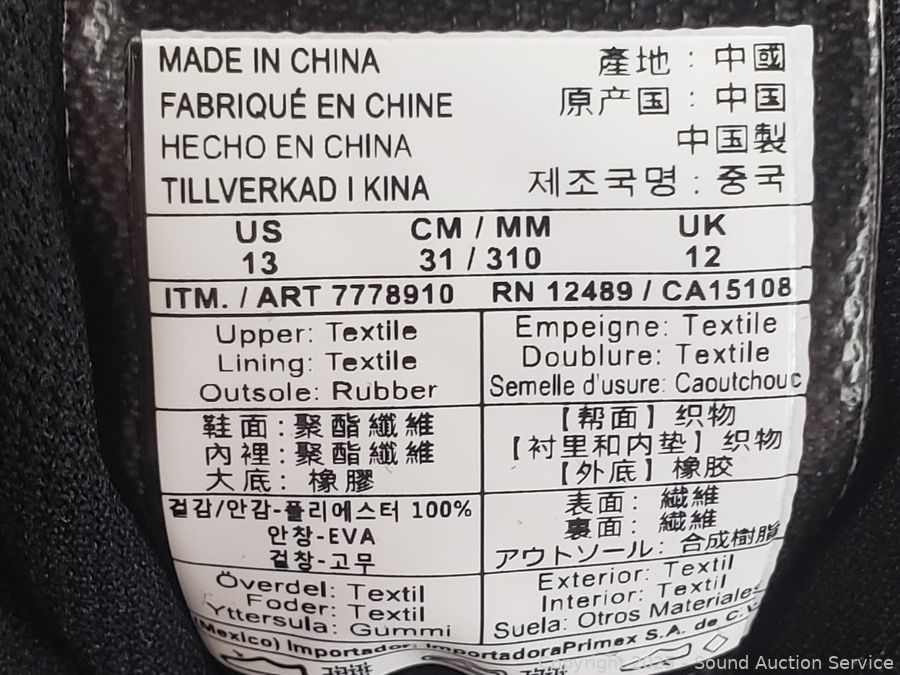 MADE IN CHINA
FABRIQUÉ EN CHINE
HECHO EN CHINA
TILLVERKAD I KINA
產地：中國
原产国：中国
中国製
제조국명：중국
US CM / MM UK
13 31 / 310 12
ITM. / ART 7778910 RN 12489 / CA15108
Upper: Textile
Lining: Textile
Outsole: Rubber
Empeigne: Textile
Doublure: Textile
Semelle d'usure: Caoutchouc
鞋面：聚酯纖維
內裡：聚酯纖維
大底：橡膠
【帮面】织物
【衬里和内垫】织物
【外底】橡胶
겉감/안감-폴리에스터 100%
안창-EVA
겉창-고무
表面：繊維
裏面：繊維
アウトソール：合成樹脂
Överdel: Textil
Foder: Textil
Yttersula: Gummi
Exterior: Textil
Interior: Textil
Suela: Otros Materiales
(Mexico) Importador: ImportadoraPrimex S.A. de C.V.
Copyright 2025 - Sound Auction Service